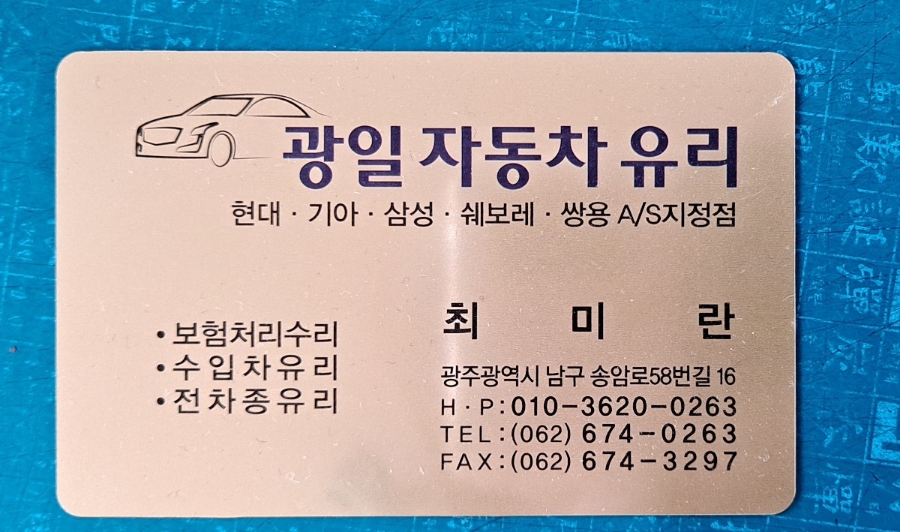 광일 자동차 유리
현대 · 기아 · 삼성 · 쉐보레 · 쌍용 A/S지정점
• 보험처리수리
• 수입차유리
• 전차종유리
최 미 란
광주광역시 남구 송암로58번길 16
H · P : 010-3620-0263
TEL : (062) 674-0263
FAX : (062) 674-3297